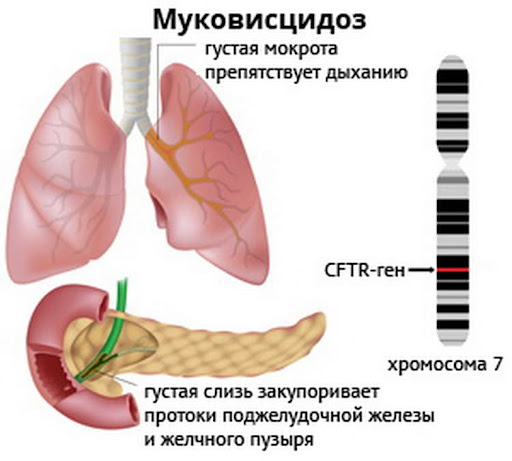 Муковисцидоз
густая мокрота
препятствует дыханию
CFTR-ген
хромосома 7
густая слизь закупоривает
протоки поджелудочной железы
и желчного пузыря